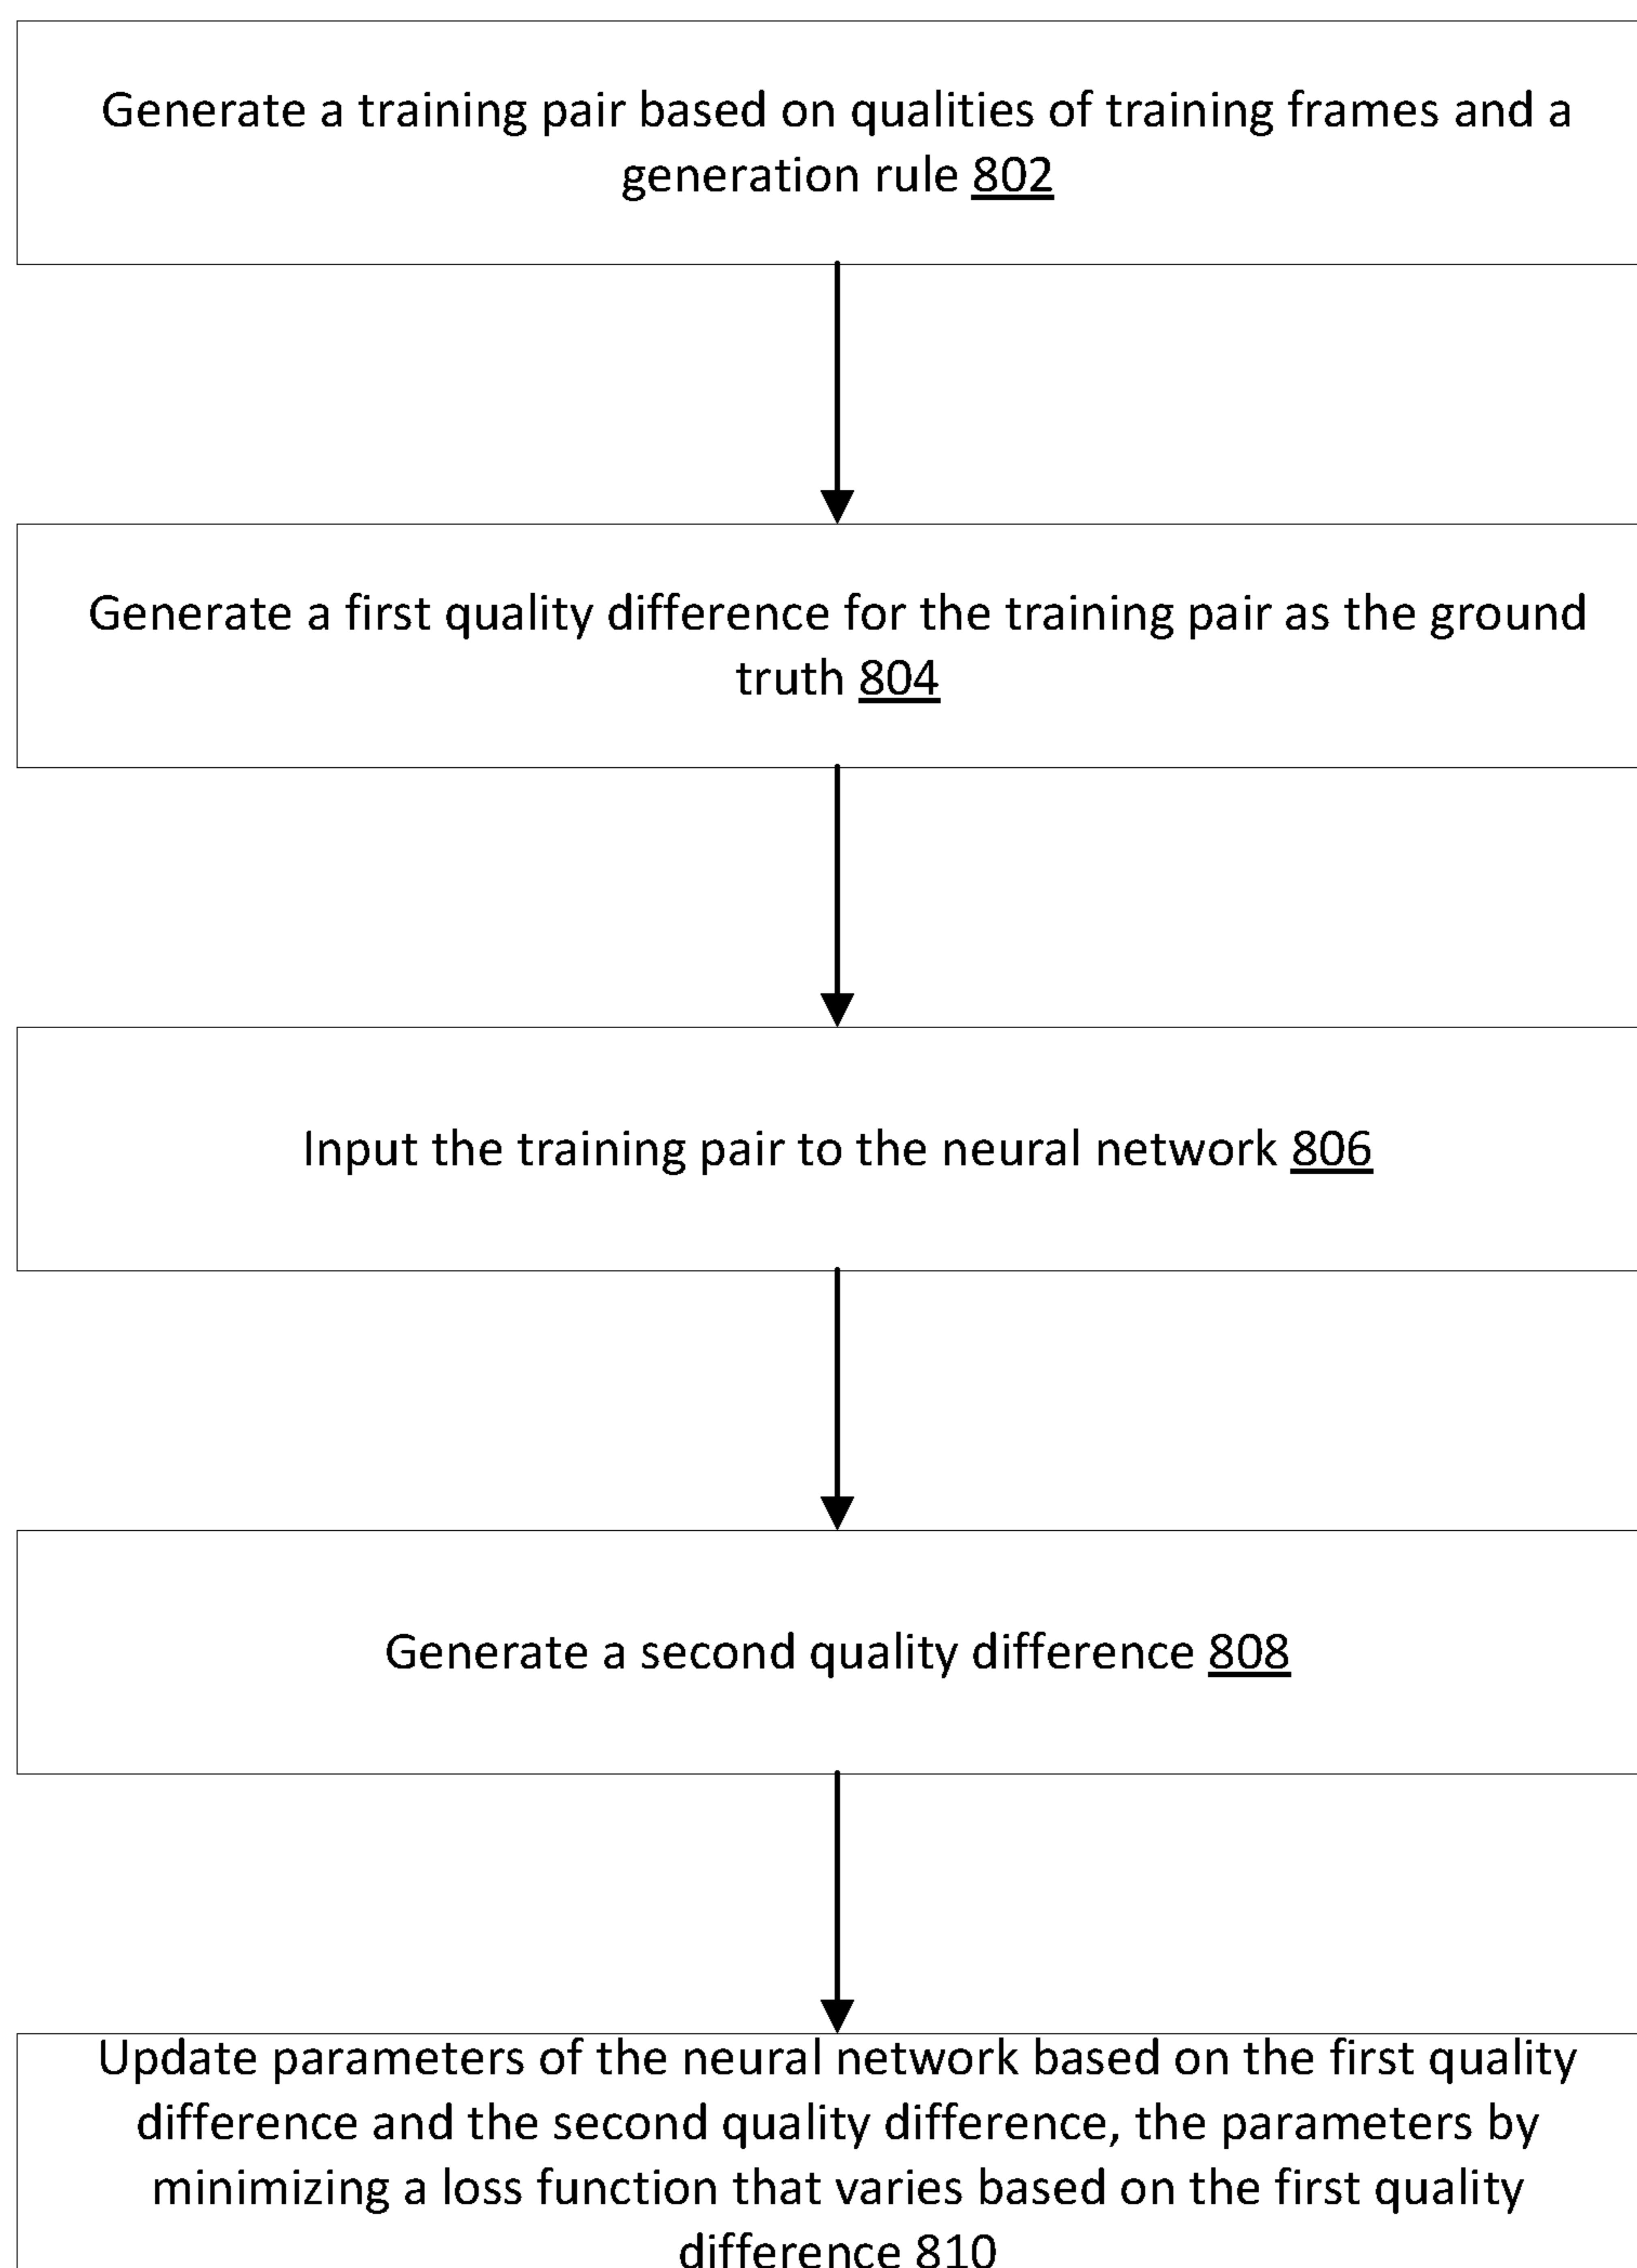 Generate a training pair based on qualities of training frames and a
generation rule 802
Generate a first quality difference for the training pair as the ground
truth 804
Input the training pair to the neural network 806
Generate a second quality difference 808
Update parameters of the neural network based on the first quality
difference and the second quality difference, the parameters by
minimizing a loss function that varies based on the first quality
difference 810